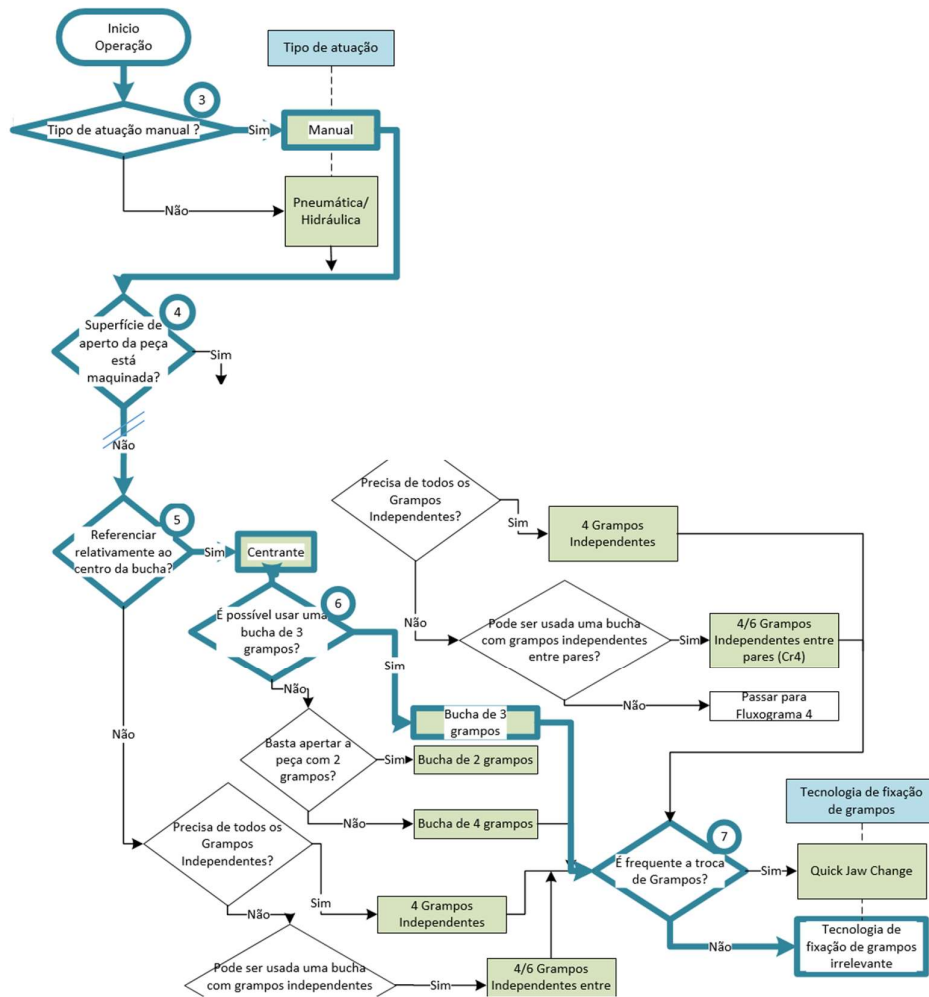 Inicio
Operação
Tipo de atuação
3
Tipo de atuação manual ?
Sim
Manual
Não
Pneumática/
Hidráulica
4
Superfície de
aperto da peça
está
maquinada?
Sim
Não
5
Referenciar
relativamente ao
centro da bucha?
Sim
Centrante
Não
6
É possível usar uma
bucha de 3
grampos?
Sim
Bucha de 3
grampos
Não
Basta apertar a
peça com 2
grampos?
Sim
Bucha de 2 grampos
Não
Bucha de 4 grampos
Precisa de todos os
Grampos
Independentes?
Sim
4 Grampos
Independentes
Não
Pode ser usada uma bucha
com grampos independentes
entre pares?
Sim
4/6 Grampos
Independentes entre
pares (Cr4)
Não
Passar para
Fluxograma 4
Precisa de todos os
Grampos
Independentes?
Sim
4 Grampos
Independentes
Não
Pode ser usada uma bucha
com grampos independentes
Sim
4/6 Grampos
Independentes entre
7
É frequente a troca
de Grampos?
Sim
Tecnologia de fixação
de grampos
Quick Jaw Change
Não
Tecnologia de
fixação de grampos
irrelevante